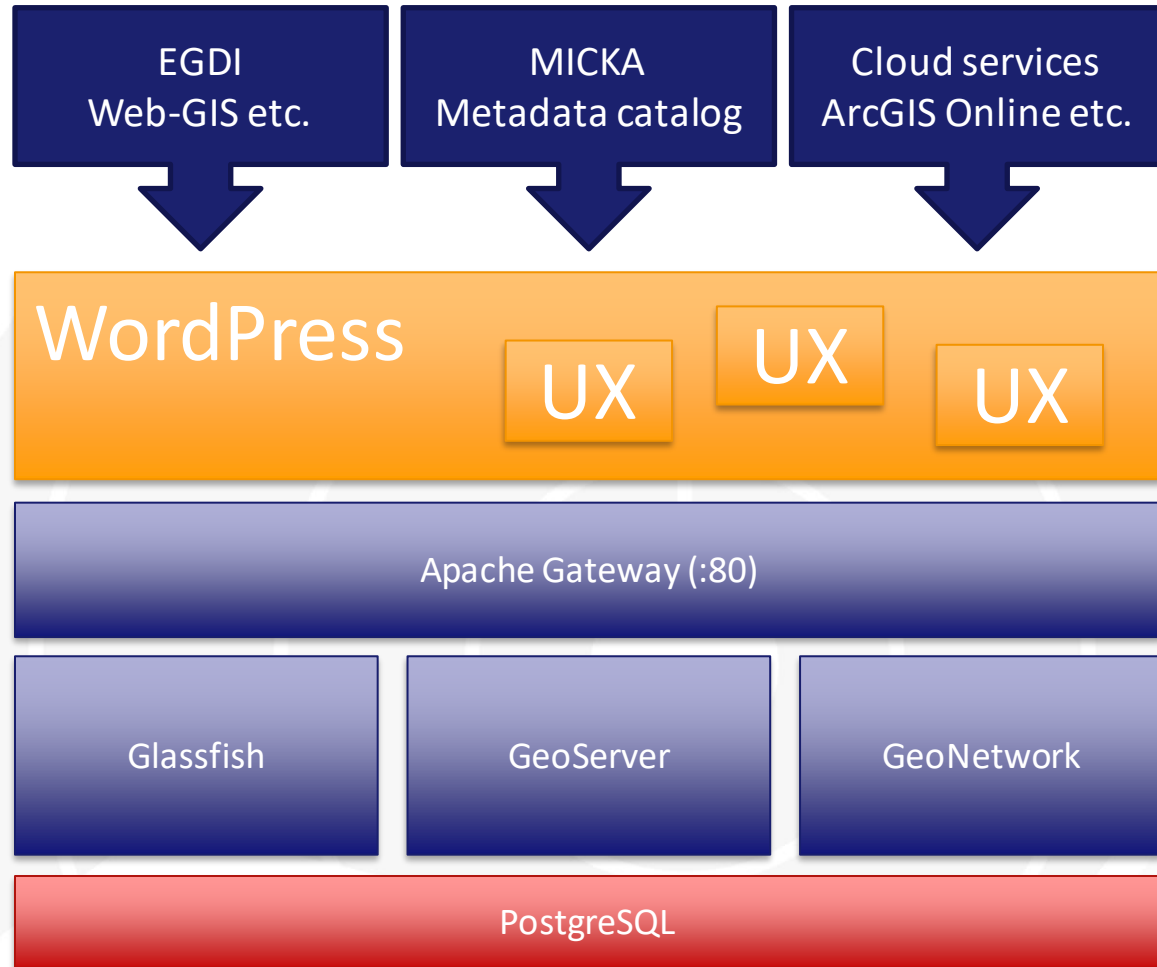 EGDI
Web-GIS etc.
MICKA
Metadata catalog
Cloud services
ArcGIS Online etc.
WordPress
UX
UX
UX
Apache Gateway (:80)
Glassfish
GeoServer
GeoNetwork
PostgreSQL